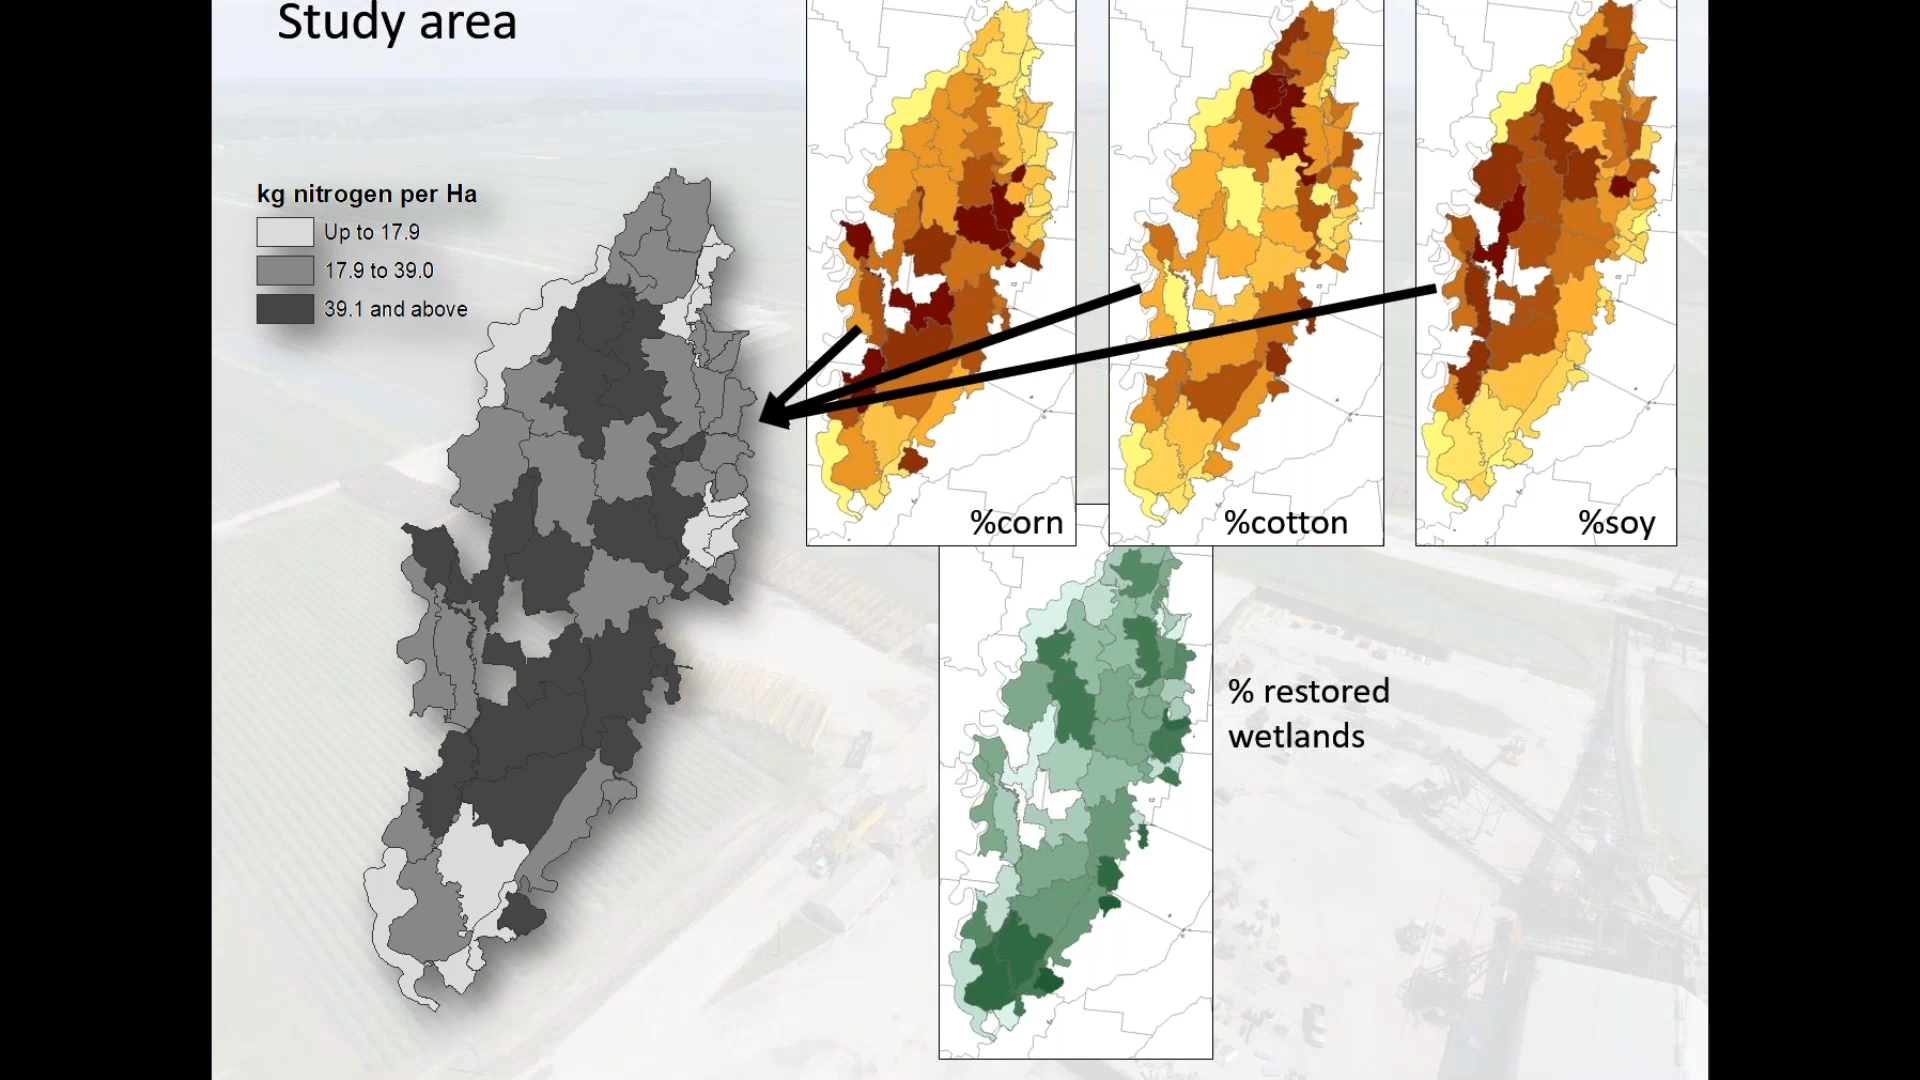 Study area
kg nitrogen per Ha
Up to 17.9
17.9 to 39.0
39.1 and above
%corn
%cotton
%soy
% restored
wetlands